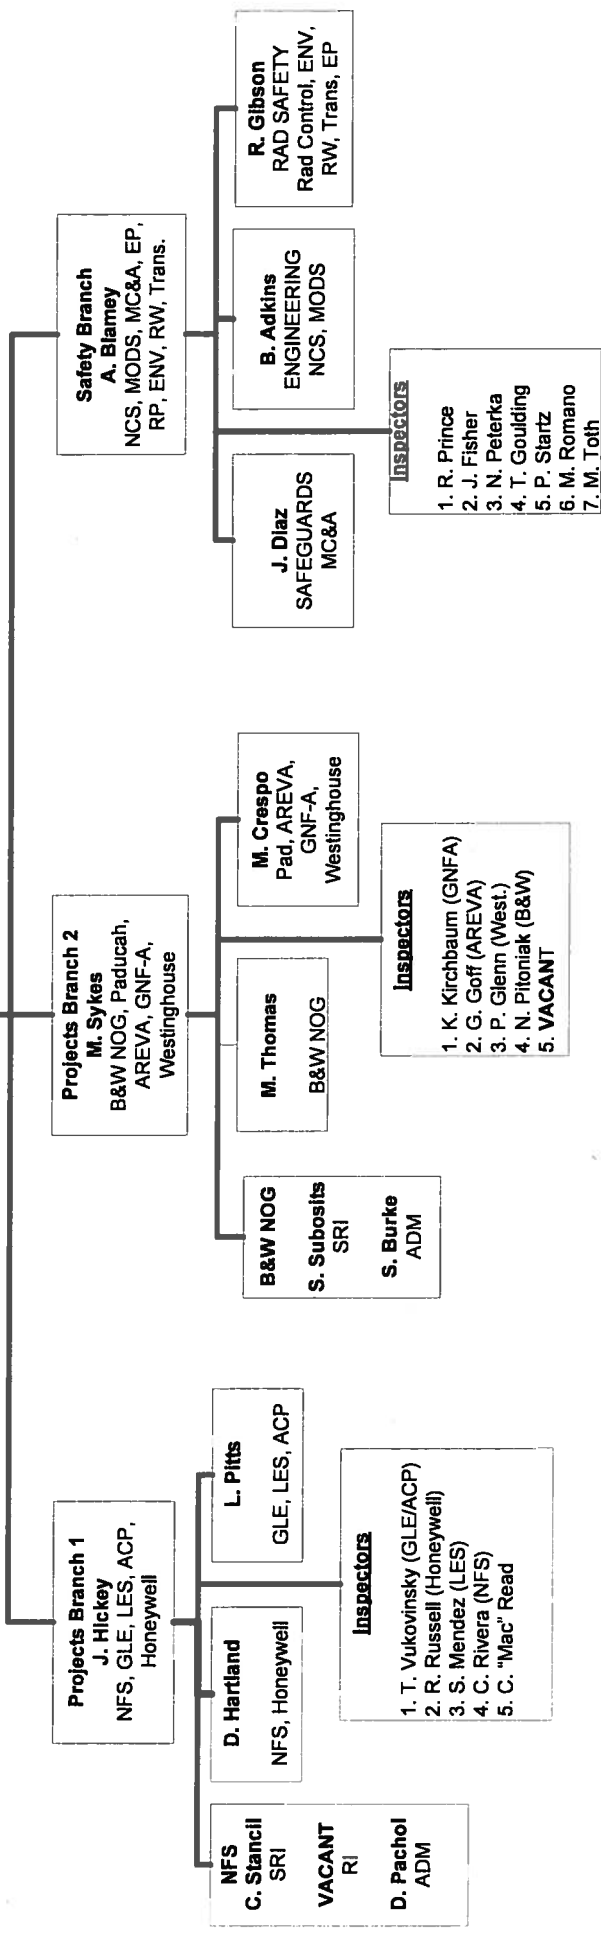 Projects Branch 1
J. Hickey
NFS, GLE, LES, ACP,
Honeywell
NFS
C. Stancil
SRI
VACANT
RI
D. Pachol
ADM
D. Hartland
NFS, Honeywell
L. Pitts
GLE, LES, ACP
Inspectors
1. T. Vukovinsky (GLE/ACP)
2. R. Russell (Honeywell)
3. S. Mendez (LES)
4. C. Rivera (NFS)
5. C. "Mac" Read
Projects Branch 2
M. Sykes
B&W NOG, Paducah,
AREVA, GNF-A,
Westinghouse
B&W NOG
S. Subosits
SRI
S. Burke
ADM
M. Thomas
B&W NOG
M. Crespo
Pad, AREVA,
GNF-A,
Westinghouse
Inspectors
1. K. Kirchbaum (GNFA)
2. G. Goff (AREVA)
3. P. Glenn (West.)
4. N. Pitoniak (B&W)
5. VACANT
Safety Branch
A. Blamey
NCS, MODS, MC&A, EP,
RP, ENV, RW, Trans.
J. Diaz
SAFEGUARDS
MC&A
B. Adkins
ENGINEERING
NCS, MODS
R. Gibson
RAD SAFETY
Rad Control, ENV,
RW, Trans, EP
Inspectors
1. R. Prince
2. J. Fisher
3. N. Peterka
4. T. Goulding
5. P. Startz
6. M. Romano
7. M. Toth